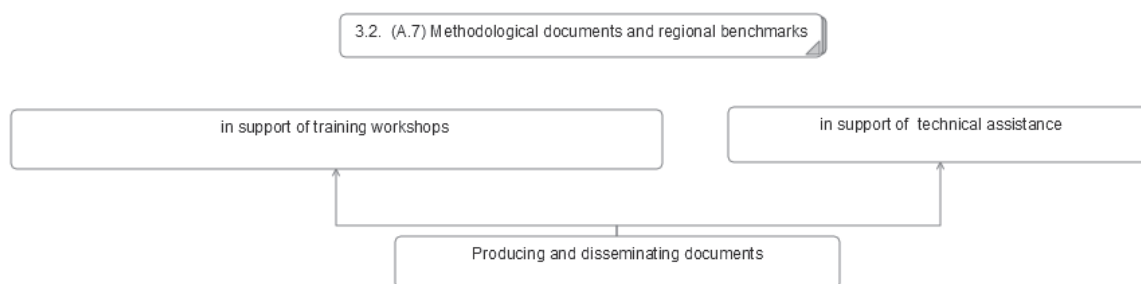 3.2. (A.7) Methodological documents and regional benchmarks
in support of training workshops
in support of technical assistance
Producing and disseminating documents